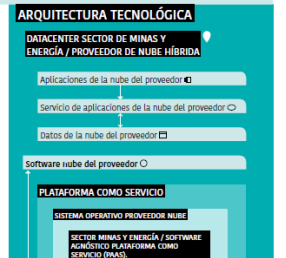 ARQUITECTURA TECNOLÓGICA
DATACENTER SECTOR DE MINAS Y
ENERGÍA / PROVEEDOR DE NUBE HÍBRIDA
Aplicaciones de la nube del proveedor
Servicio de aplicaciones de la nube del proveedor
Datos de la nube del proveedor
Software nube del proveedor
PLATAFORMA COMO SERVICIO
SISTEMA OPERATIVO PROVEEDOR NUBE
SECTOR MINAS Y ENERGÍA / SOFTWARE
AGNÓSTICO PLATAFORMA COMO
SERVICIO (PAAS).